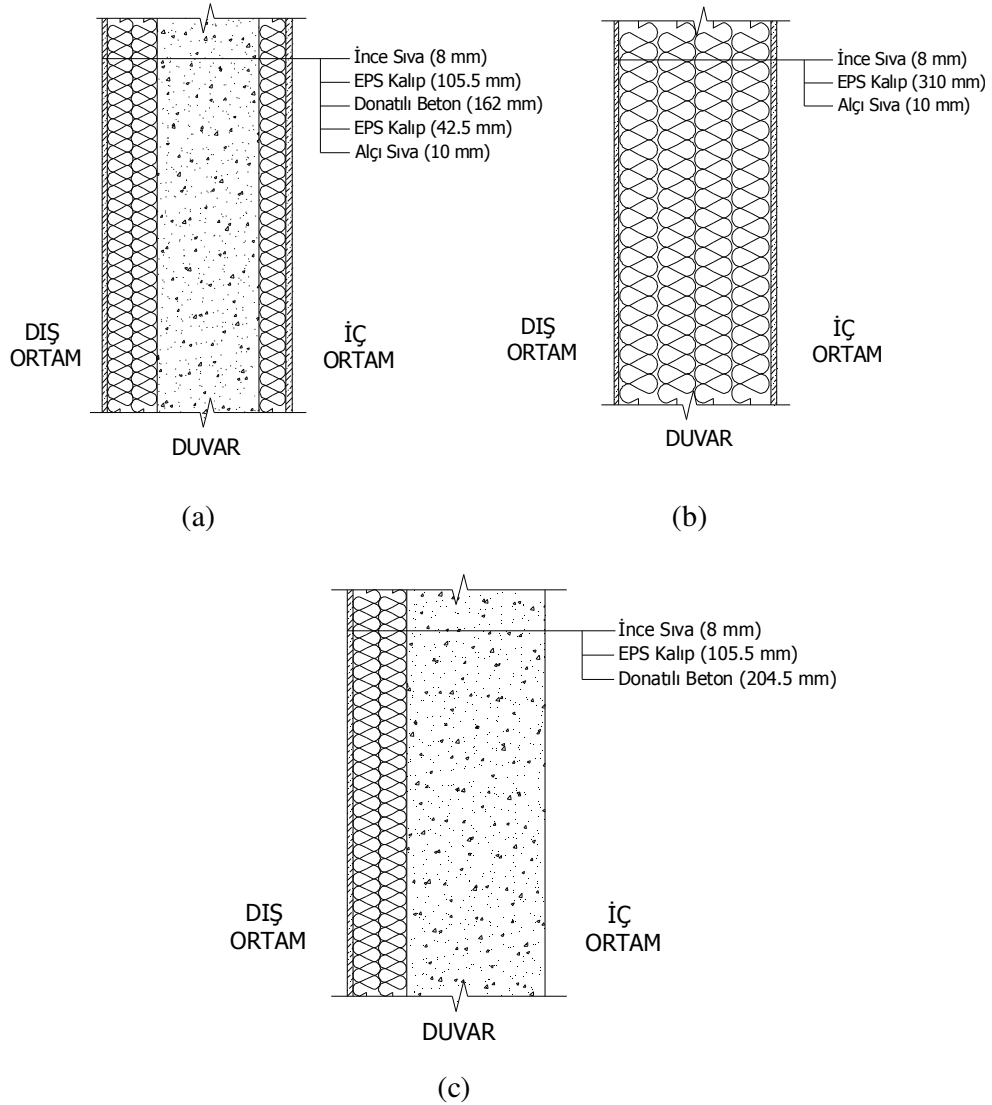 İnce Sıva (8 mm)
EPS Kalıp (105.5 mm)
Donatılı Beton (162 mm)
EPS Kalıp (42.5 mm)
Alçı Sıva (10 mm)
DIŞ
ORTAM
İÇ
ORTAM
DUVAR
(a)
İnce Sıva (8 mm)
EPS Kalıp (310 mm)
Alçı Sıva (10 mm)
DIŞ
ORTAM
İÇ
ORTAM
DUVAR
(b)
İnce Sıva (8 mm)
EPS Kalıp (105.5 mm)
Donatılı Beton (204.5 mm)
DIŞ
ORTAM
İÇ
ORTAM
DUVAR
(c)